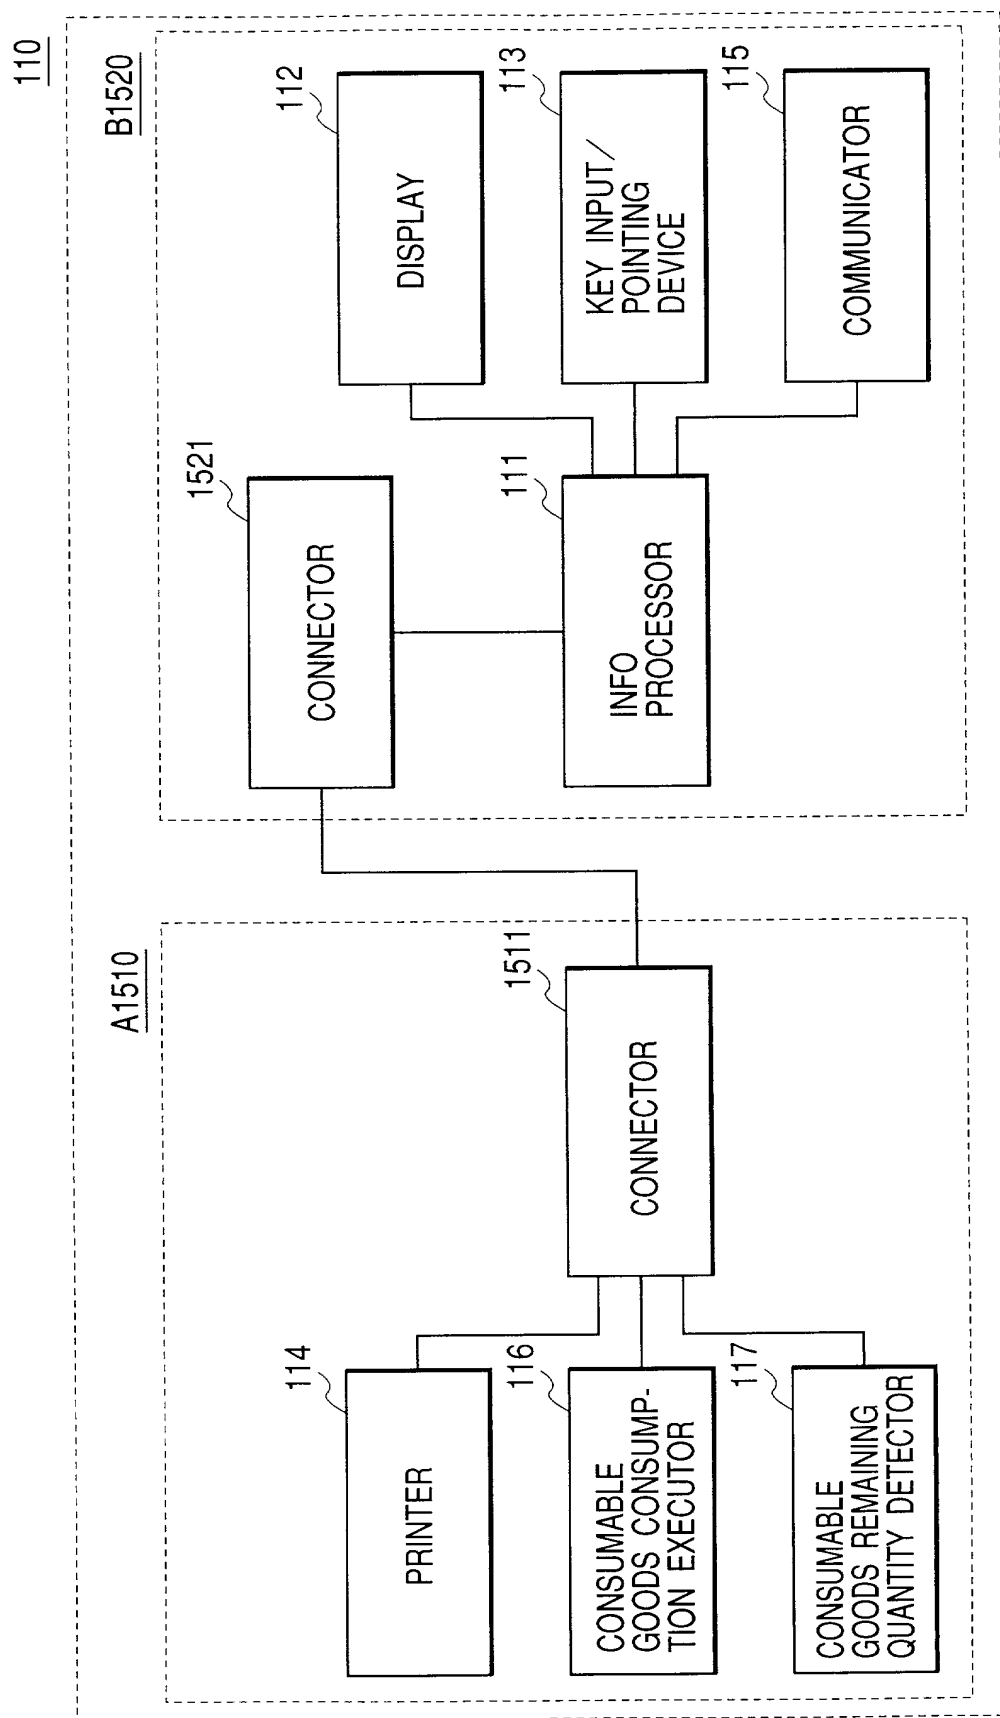 110
A1510
114
PRINTER
116
CONSUMABLE
GOODS CONSUMP-
TION EXECUTOR
117
CONSUMABLE
GOODS REMAINING
QUANTITY DETECTOR
1511
CONNECTOR
B1520
1521
CONNECTOR
111
INFO
PROCESSOR
112
DISPLAY
113
KEY INPUT/
POINTING
DEVICE
115
COMMUNICATOR